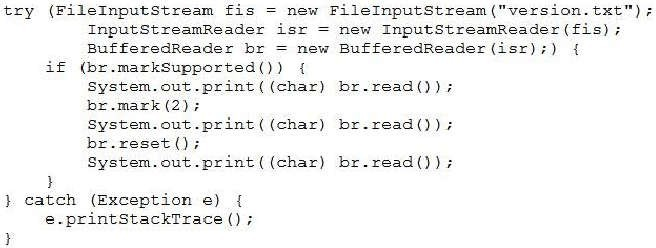 try (FileInputStream fis = new FileInputStream("version.txt");
        InputStreamReader isr = new InputStreamReader(fis);
        BufferedReader br = new BufferedReader(isr);) {
    if (br.markSupported()) {
        System.out.print((char) br.read());
        br.mark(2);
        System.out.print((char) br.read());
        br.reset();
        System.out.print((char) br.read());
    }
} catch (Exception e) {
    e.printStackTrace();
}